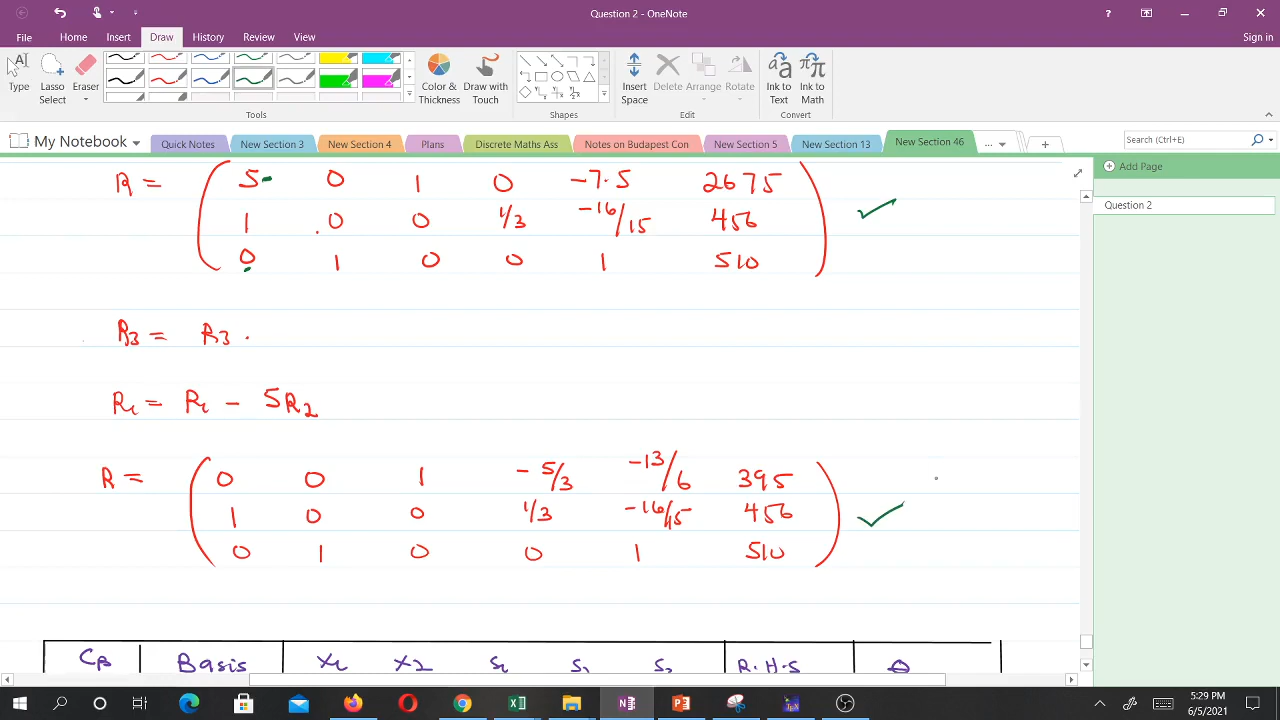 Question 2 - OneNote
Sign in
File Home Insert Draw History Review View
Type Lasso Select Eraser Color & Thickness Draw with Touch Insert Space Delete Arrange Rotate Ink to Text Ink to Math
Tools Shapes Edit Convert
My Notebook Quick Notes New Section 3 New Section 4 Plans Discrete Maths Ass Notes on Budapest Con New Section 5 New Section 13 New Section 46 ... Search (Ctrl+E)
Add Page
Question 2
R = 5 0 1 0 -7.5 2675
1 0 0 1/3 -16/15 456
0 1 0 0 1 510
R3 = R3.
R1 = R1 - 5R2
R = 0 0 1 -5/3 -13/6 395
1 0 0 1/3 -16/15 456
0 1 0 0 1 510
CB Basis X1 X2 S1 S2 S3 R.H.S θ
5:29 PM
6/5/2021